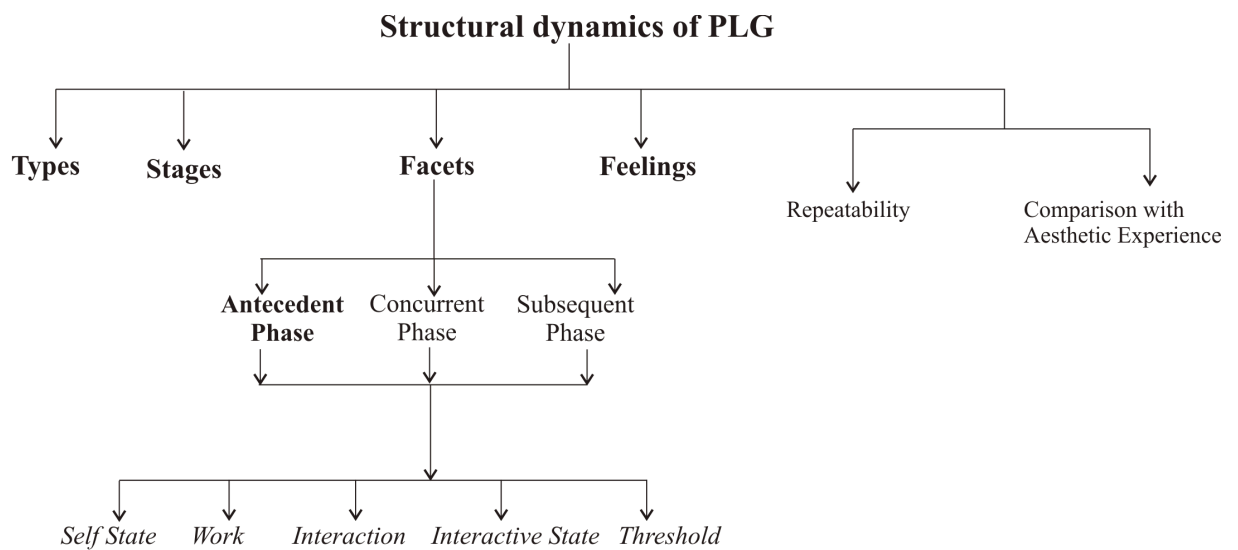 Structural dynamics of PLG
Types
Stages
Facets
Feelings
Repeatability
Comparison with
Aesthetic Experience
Antecedent
Phase
Concurrent
Phase
Subsequent
Phase
Self State
Work
Interaction
Interactive State
Threshold